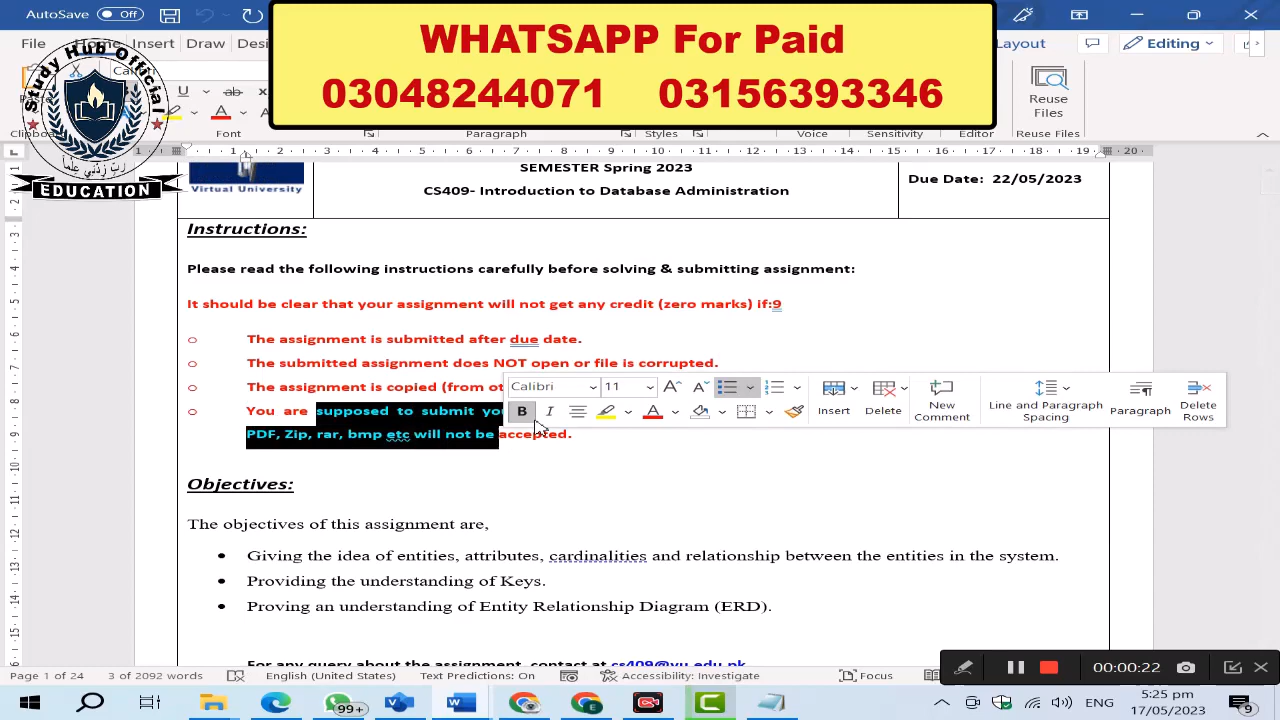 WHATSAPP For Paid
03048244071 03156393346
File Home Insert Draw Layout Editing
Study Hub Official
EDUCATION
Reuse
Files
Font Paragraph Styles Voice Sensitivity Editor Reuse Files
Virtual University
SEMESTER Spring 2023
CS409- Introduction to Database Administration
Due Date: 22/05/2023
Instructions:
Please read the following instructions carefully before solving & submitting assignment:
It should be clear that your assignment will not get any credit (zero marks) if:9
o The assignment is submitted after due date.
o The submitted assignment does NOT open or file is corrupted.
o The assignment is copied (from
o You are supposed to submit
PDF, Zip, rar, bmp etc will not be accepted.
Calibri 11
B I A
Insert Delete New Comment Line and Paragraph Spacing Paragraph Delete Rows
Objectives:
The objectives of this assignment are,
• Giving the idea of entities, attributes, cardinalities and relationship between the entities in the system.
• Providing the understanding of Keys.
• Proving an understanding of Entity Relationship Diagram (ERD).
For any query about the assignment, contact at cs409@vu.edu.pk
00:00:22
Page 1 of 24 3 of 2092 words English (United States) Text Predictions: On Accessibility: Investigate Focus
99+
5:25 pm
17/05/2023
9